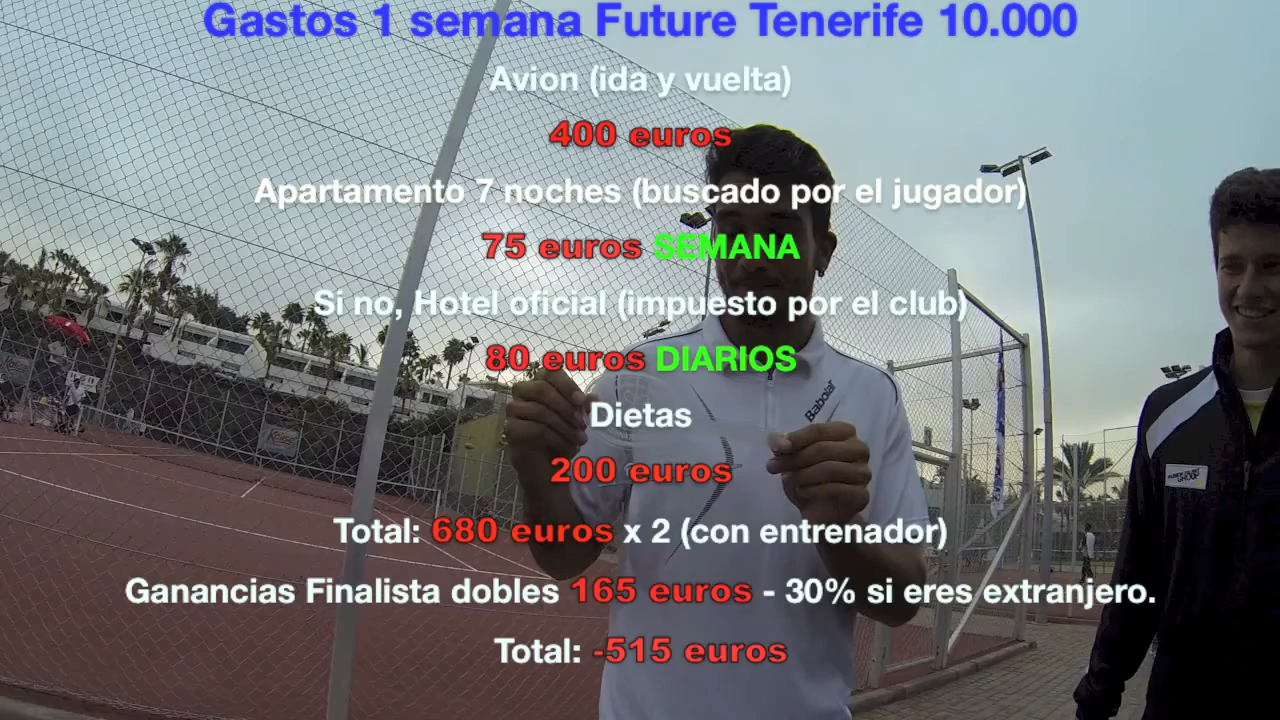 Gastos 1 semana Future Tenerife 10.000
Avion (ida y vuelta)
400 euros
Apartamento 7 noches (buscado por el jugador)
75 euros SEMANA
Si no, Hotel oficial (impuesto por el club)
80 euros DIARIOS
Babolat
Dietas
200 euros
Total: 680 euros x 2 (con entrenador)
Ganancias Finalista dobles 165 euros - 30% si eres extranjero.
Total: -515 euros